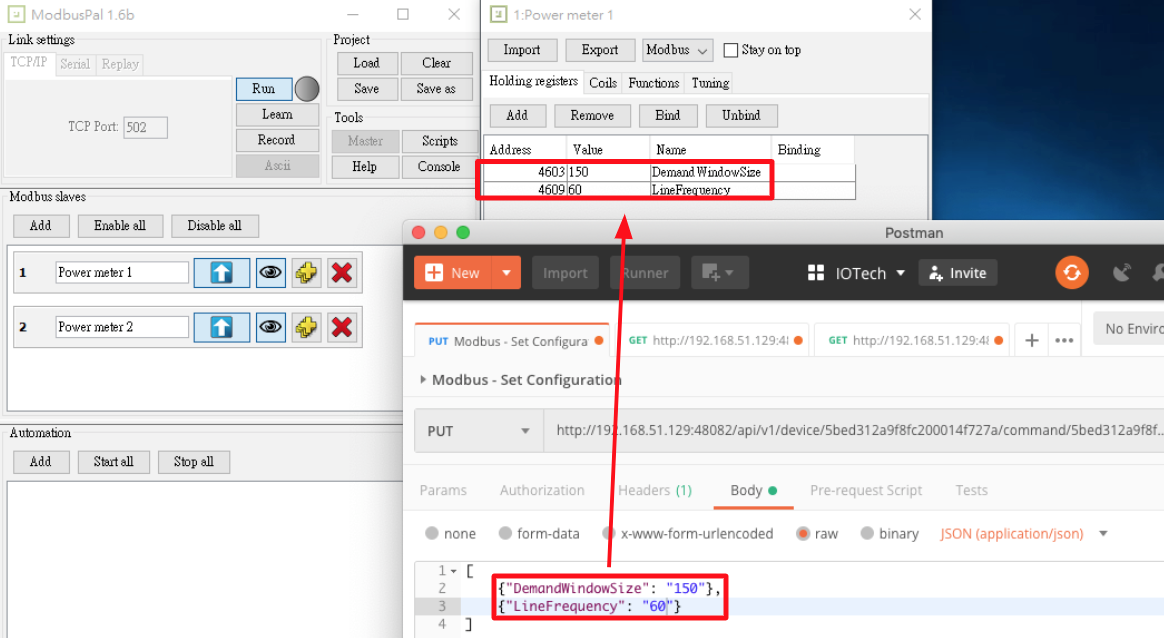 ModbusPal 1.6b
Link settings
TCP/IP Serial Replay
TCP Port: 502
Run
Learn
Record
Ascii
Project
Load Clear
Save Save as
Tools
Master Scripts
Help Console
Modbus slaves
Add Enable all Disable all
1 Power meter 1
2 Power meter 2
Automation
Add Start all Stop all
1:Power meter 1
Import Export Modbus Stay on top
Holding registers Coils Functions Tuning
Add Remove Bind Unbind
Address Value Name Binding
4603 150 DemandWindowSize
4609 60 LineFrequency
Postman
New Import Runner IOTech Invite
PUT Modbus - Set Configura GET http://192.168.51.129:48 GET http://192.168.51.129:48 No Enviro
Modbus - Set Configuration
PUT http://192.168.51.129:48082/api/v1/device/5bed312a9f8fc200014f727a/command/5bed312a9f8f...
Params Authorization Headers (1) Body Pre-request Script Tests
none form-data x-www-form-urlencoded raw binary JSON (application/json)
1 [
2 {"DemandWindowSize": "150"},
3 {"LineFrequency": "60"}
4 ]